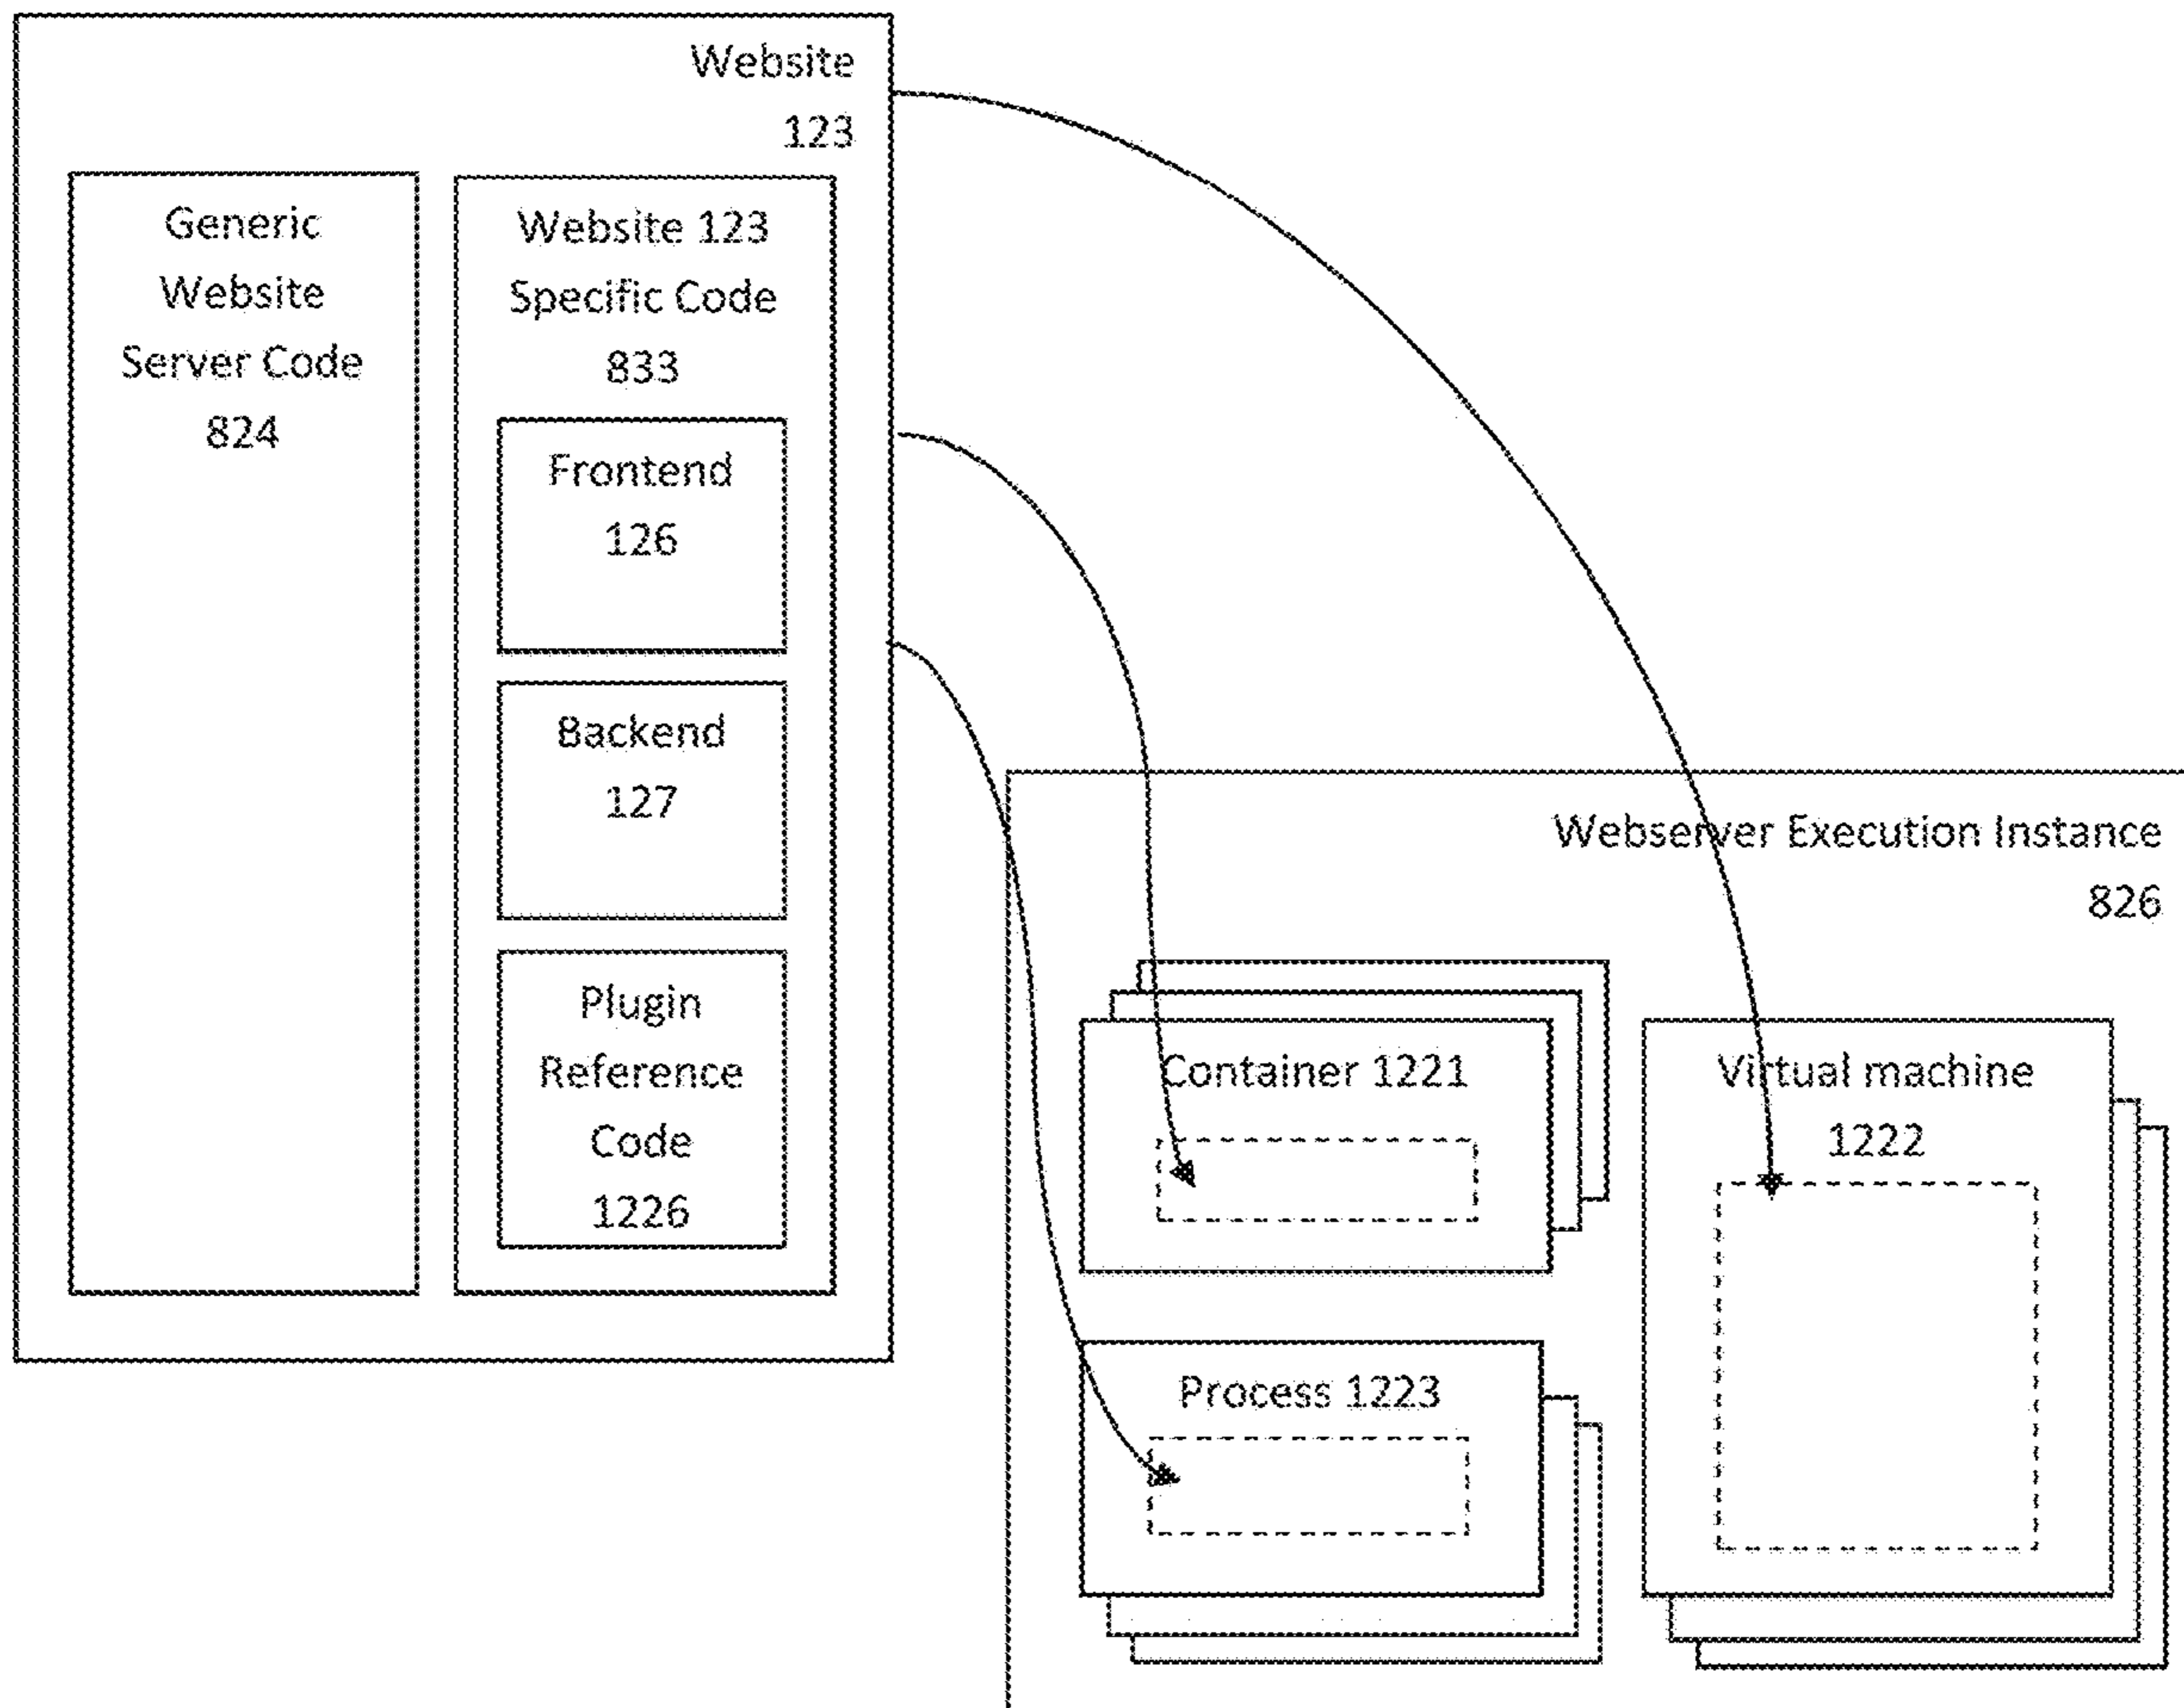 Website
123
Generic
Website
Server Code
824
Website 123
Specific Code
833
Frontend
126
Backend
127
Plugin
Reference
Code
1226
Webserver Execution Instance
826
Container 1221
Virtual machine
1222
Process 1223